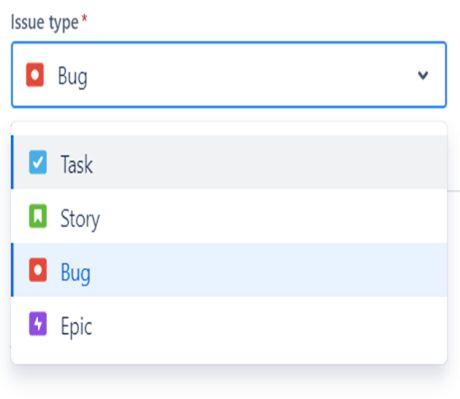 Issue type*
Bug
Task
Story
Bug
Epic